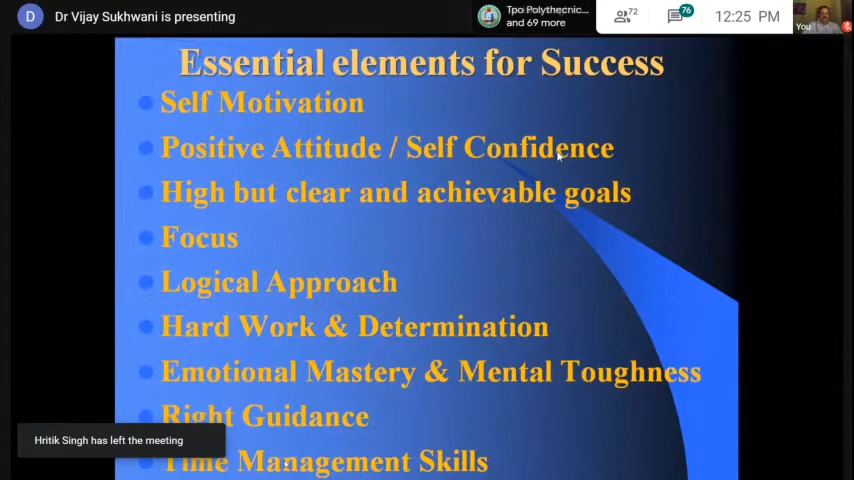 D Dr Vijay Sukhwani is presenting
Tpo Polythecnic...
and 69 more
72
76
12:25 PM
You
Essential elements for Success
Self Motivation
Positive Attitude / Self Confidence
High but clear and achievable goals
Focus
Logical Approach
Hard Work & Determination
Emotional Mastery & Mental Toughness
Right Guidance
Hritik Singh has left the meeting
Time Management Skills